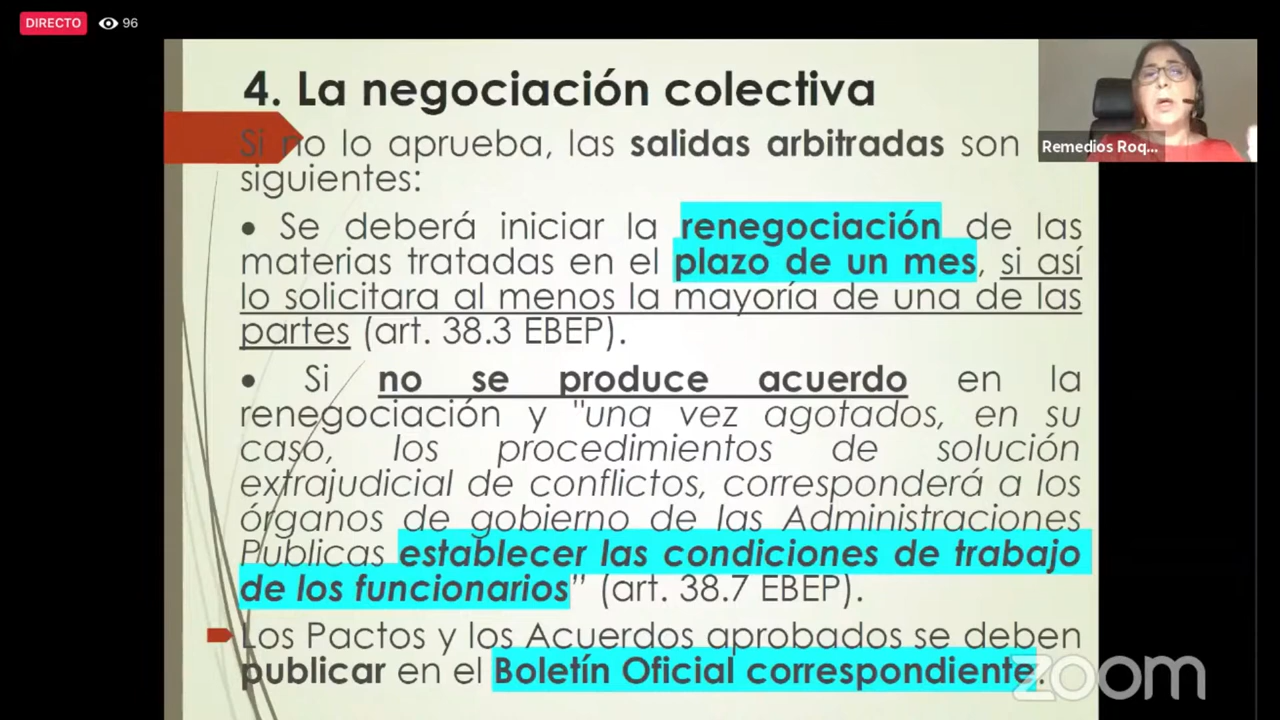 DIRECTO 96
4. La negociación colectiva
Si no lo aprueba, las salidas arbitradas son
siguientes:
Remedios Roq...
• Se deberá iniciar la renegociación de las
materias tratadas en el plazo de un mes, si así
lo solicitara al menos la mayoría de una de las
partes (art. 38.3 EBEP).
• Si no se produce acuerdo en la
renegociación y "una vez agotados, en su
caso, los procedimientos de solución
extrajudicial de conflictos, corresponderá a los
órganos de gobierno de las Administraciones
Publicas establecer las condiciones de trabajo
de los funcionarios” (art. 38.7 EBEP).
Los Pactos y los Acuerdos aprobados se deben
publicar en el Boletín Oficial correspondiente.
zoom